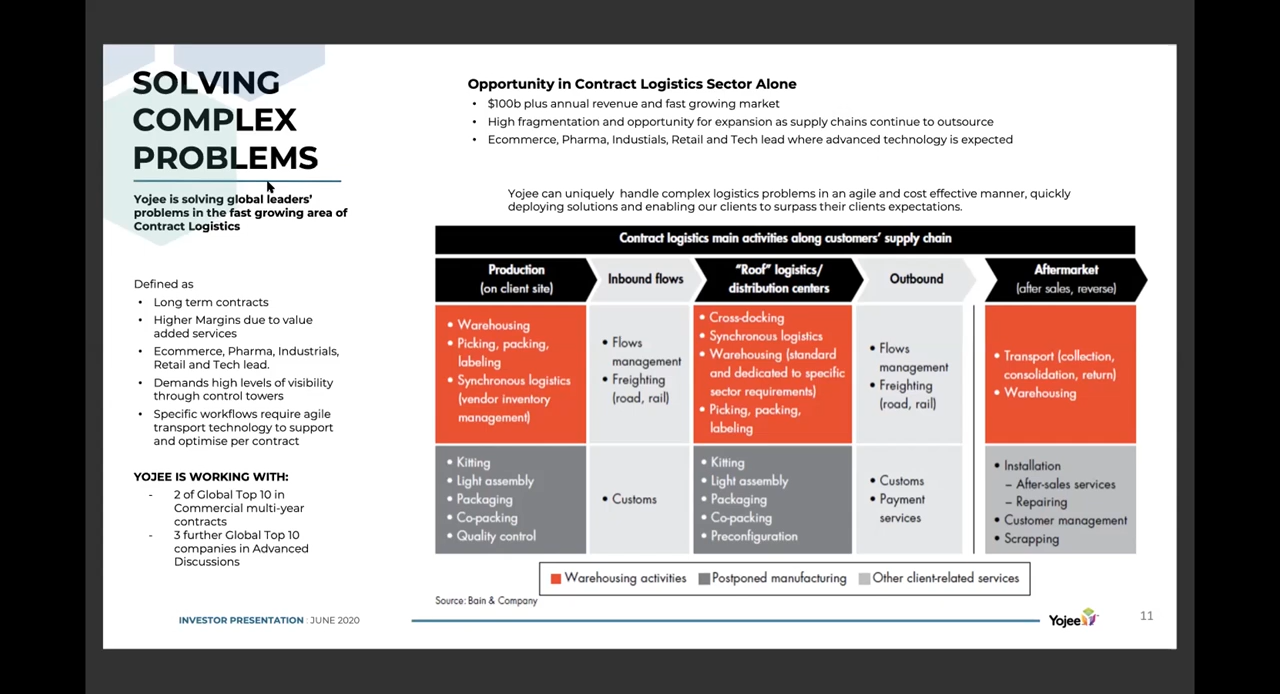 SOLVING
COMPLEX
PROBLEMS
Yojee is solving global leaders'
problems in the fast growing area of
Contract Logistics
Defined as
• Long term contracts
• Higher Margins due to value
added services
• Ecommerce, Pharma, Industrials,
Retail and Tech lead.
• Demands high levels of visibility
through control towers
• Specific workflows require agile
transport technology to support
and optimise per contract
YOJEE IS WORKING WITH:
- 2 of Global Top 10 in
Commercial multi-year
contracts
- 3 further Global Top 10
companies in Advanced
Discussions
Opportunity in Contract Logistics Sector Alone
• $100b plus annual revenue and fast growing market
• High fragmentation and opportunity for expansion as supply chains continue to outsource
• Ecommerce, Pharma, Industials, Retail and Tech lead where advanced technology is expected
Yojee can uniquely handle complex logistics problems in an agile and cost effective manner, quickly
deploying solutions and enabling our clients to surpass their clients expectations.
Contract logistics main activities along customers' supply chain
Production
(on client site)
Inbound flows
"Roof" logistics/
distribution centers
Outbound
Aftermarket
(after sales, reverse)
• Warehousing
• Picking, packing,
labeling
• Synchronous logistics
(vendor inventory
management)
• Flows
management
• Freighting
(road, rail)
• Cross-docking
• Synchronous logistics
• Warehousing (standard
and dedicated to specific
sector requirements)
• Picking, packing,
labeling
• Flows
management
• Freighting
(road, rail)
• Transport (collection,
consolidation, return)
• Warehousing
• Kitting
• Light assembly
• Packaging
• Co-packing
• Quality control
• Customs
• Kitting
• Light assembly
• Packaging
• Co-packing
• Preconfiguration
• Customs
• Payment
services
• Installation
– After-sales services
– Repairing
• Customer management
• Scrapping
Warehousing activities
Postponed manufacturing
Other client-related services
Source: Bain & Company
INVESTOR PRESENTATION : JUNE 2020
Yojee
11